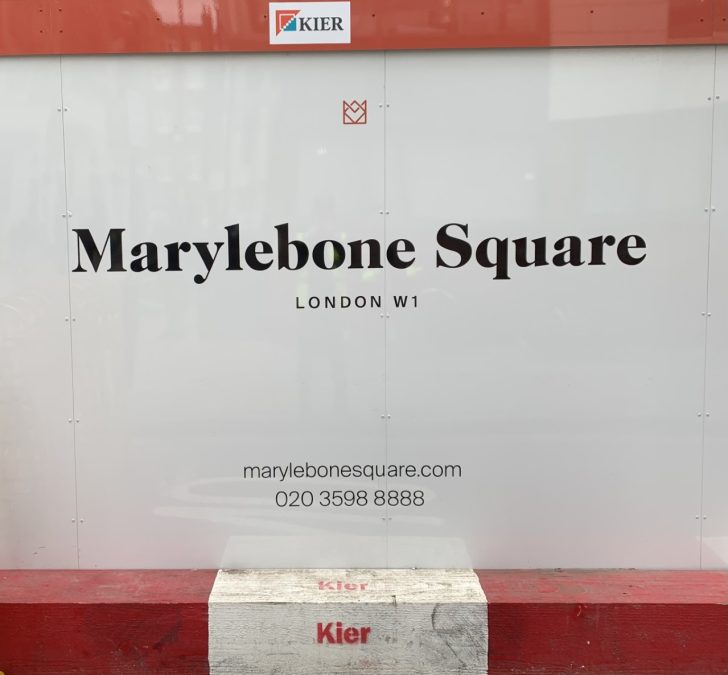 KIER
Marylebone Square
LONDON W1
marylebonesquare.com
020 3598 8888
Kier
Kier